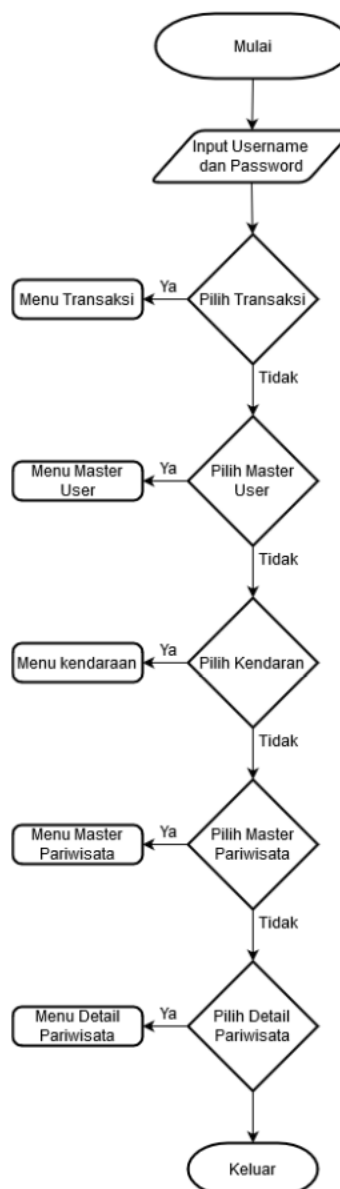 Mulai
Input Username
dan Password
Ya
Menu Transaksi
Pilih Transaksi
Tidak
Menu Master
User
Ya
Pilih Master
User
Tidak
Menu kendaraan
Ya
Pilih Kendaran
Tidak
Menu Master
Pariwisata
Ya
Pilih Master
Pariwisata
Tidak
Menu Detail
Pariwisata
Ya
Pilih Detail
Pariwisata
Keluar